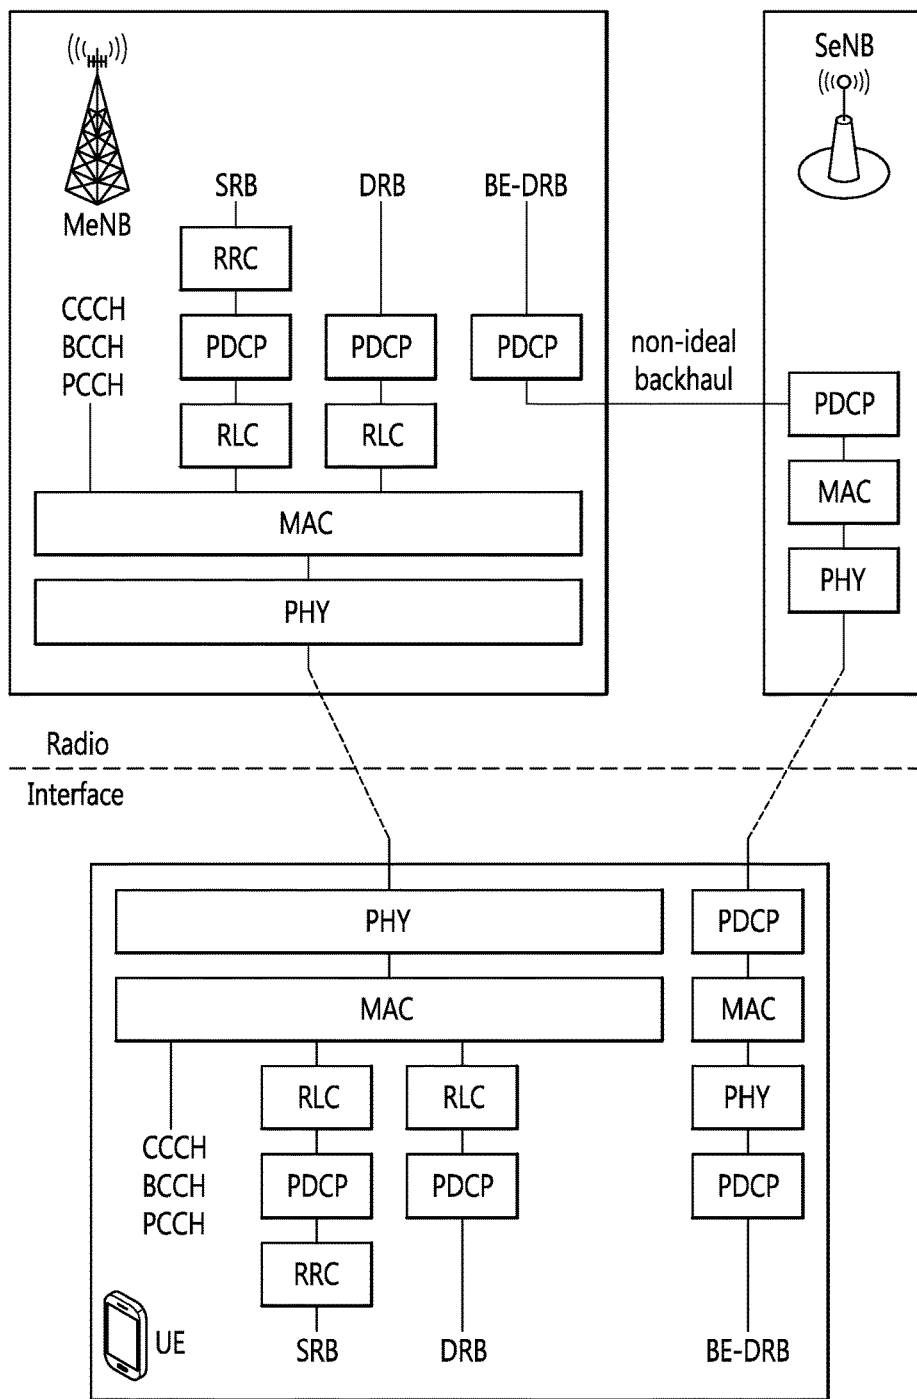 SeNB
MeNB
SRB
DRB
BE-DRB
RRC
CCCH
BCCH
PCCH
PDCP
PDCP
PDCP
non-ideal
backhaul
PDCP
RLC
RLC
MAC
MAC
PHY
PHY
Radio
Interface
PHY
PDCP
MAC
MAC
RLC
RLC
PHY
CCCH
BCCH
PCCH
PDCP
PDCP
PDCP
RRC
UE
SRB
DRB
BE-DRB